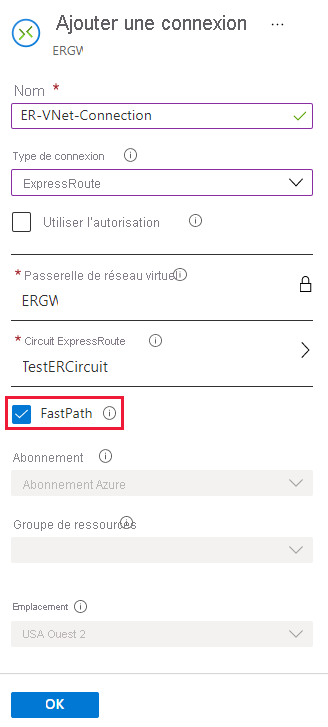 Ajouter une connexion
ERGW
Nom *
ER-VNet-Connection
Type de connexion
ExpressRoute
Utiliser l'autorisation
* Passerelle de réseau virtuel
ERGW
* Circuit ExpressRoute
TestERCircuit
FastPath
Abonnement
Abonnement Azure
Groupe de ressources
Emplacement
USA Ouest 2
OK